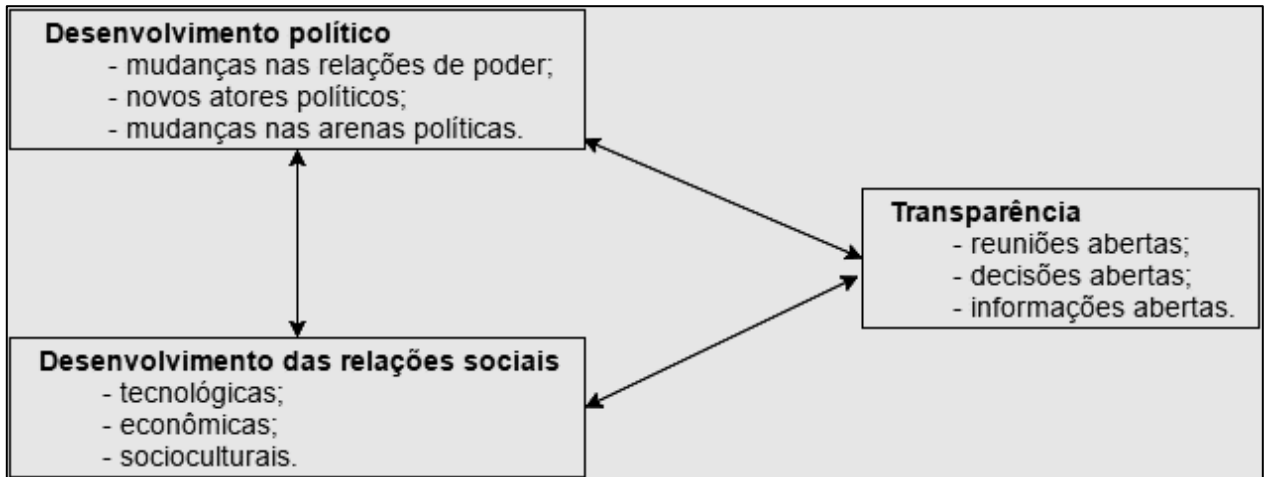 Desenvolvimento político
- mudanças nas relações de poder;
- novos atores políticos;
- mudanças nas arenas políticas.
Transparência
- reuniões abertas;
- decisões abertas;
- informações abertas.
Desenvolvimento das relações sociais
- tecnológicas;
- econômicas;
- socioculturais.